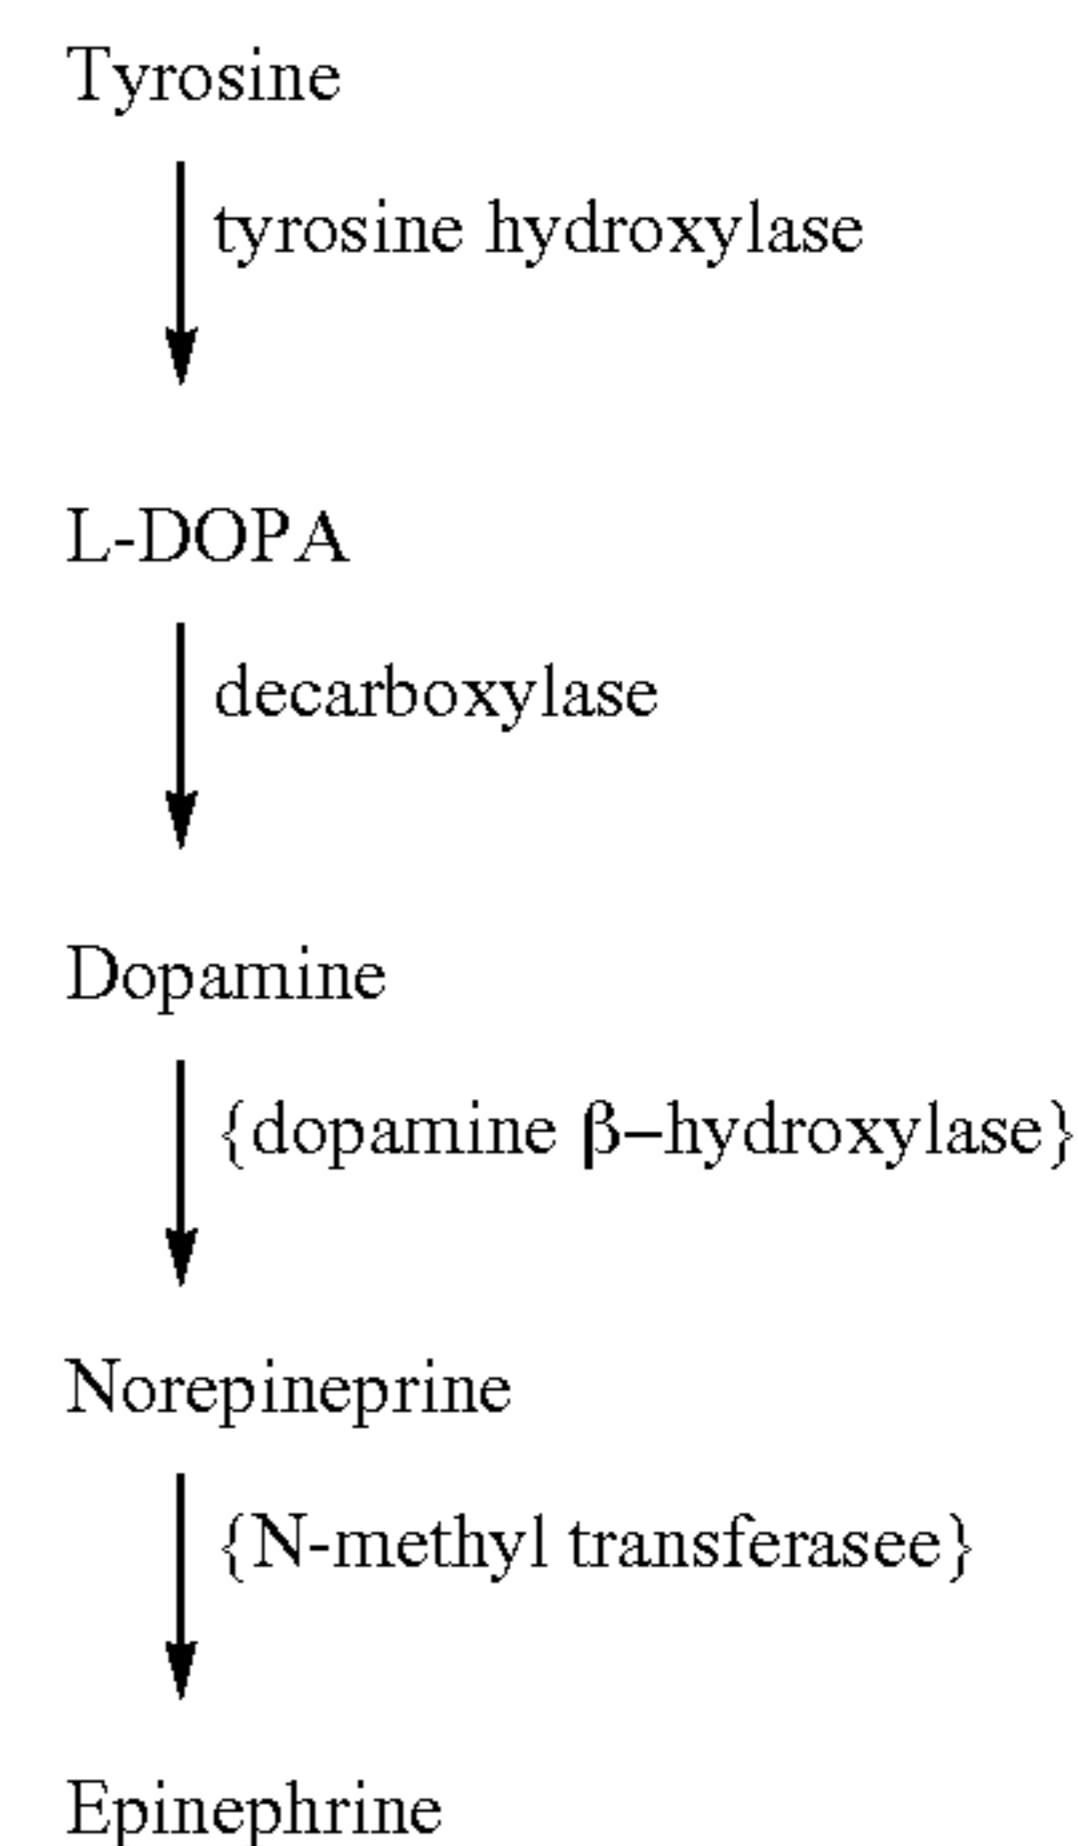 Tyrosine
tyrosine hydroxylase
L-DOPA
decarboxylase
Dopamine
{dopamine β–hydroxylase}
Norepineprine
{N-methyl transferasee}
Epinephrine